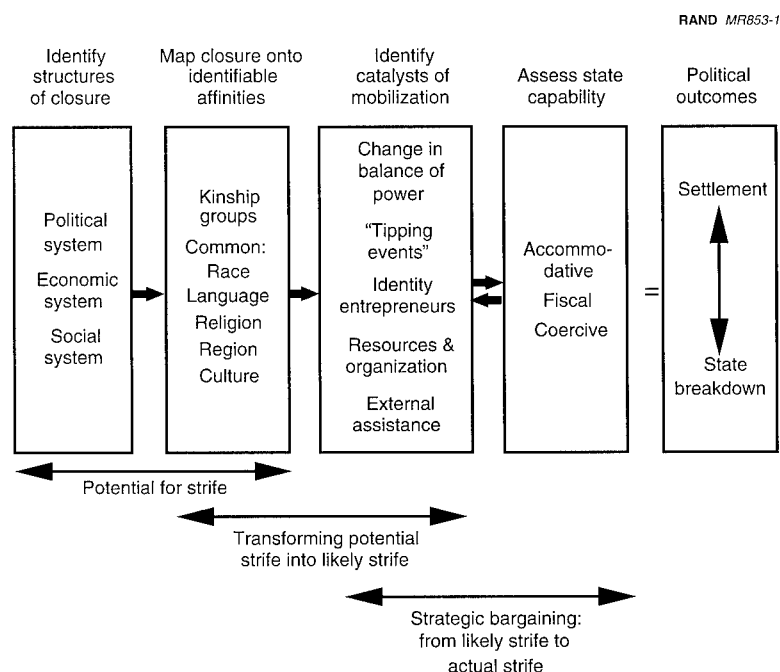 RAND MR853-1
Identify
structures
of closure
Map closure onto
identifiable
affinities
Identify
catalysts of
mobilization
Assess state
capability
Political
outcomes
Political
system
Economic
system
Social
system
Kinship
groups
Common:
Race
Language
Religion
Region
Culture
Change in
balance of
power
"Tipping
events"
Identity
entrepreneurs
Resources &
organization
External
assistance
Accommo-
dative
Fiscal
Coercive
=
Settlement
State
breakdown
Potential for strife
Transforming potential
strife into likely strife
Strategic bargaining:
from likely strife to
actual strife